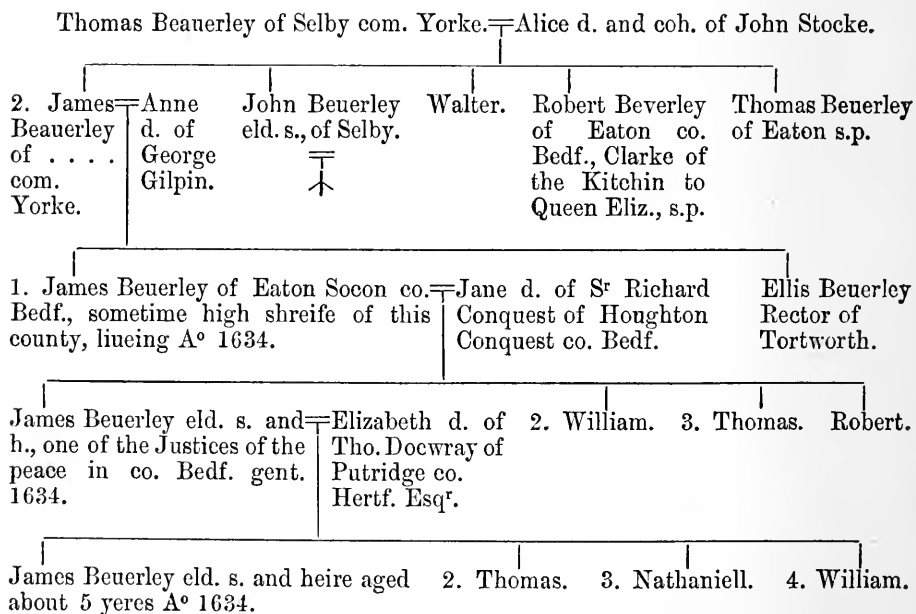 Thomas Beauerley of Selby com. Yorke.=Alice d. and coh. of John Stocke.
2. James=Anne
Beauerley
of . . . .
com.
Yorke.
d. of
George
Gilpin.
John Beuerley
eld. s., of Selby.
Walter.
Robert Beverley
of Eaton co.
Bedf., Clarke of
the Kitchin to
Queen Eliz., s.p.
Thomas Beuerley
of Eaton s.p.
1. James Beuerley of Eaton Socon co.=Jane d. of Sʳ Richard
Bedf., sometime high shreife of this
county, liueing Aº 1634.
Conquest of Houghton
Conquest co. Bedf.
Ellis Beuerley
Rector of
Tortworth.
James Beuerley eld. s. and=Elizabeth d. of
h., one of the Justices of the
peace in co. Bedf. gent.
1634.
Tho. Docwray of
Putridge co.
Hertf. Esqʳ.
2. William.
3. Thomas.
Robert.
James Beuerley eld. s. and heire aged
about 5 yeres Aº 1634.
2. Thomas.
3. Nathaniell.
4. William.